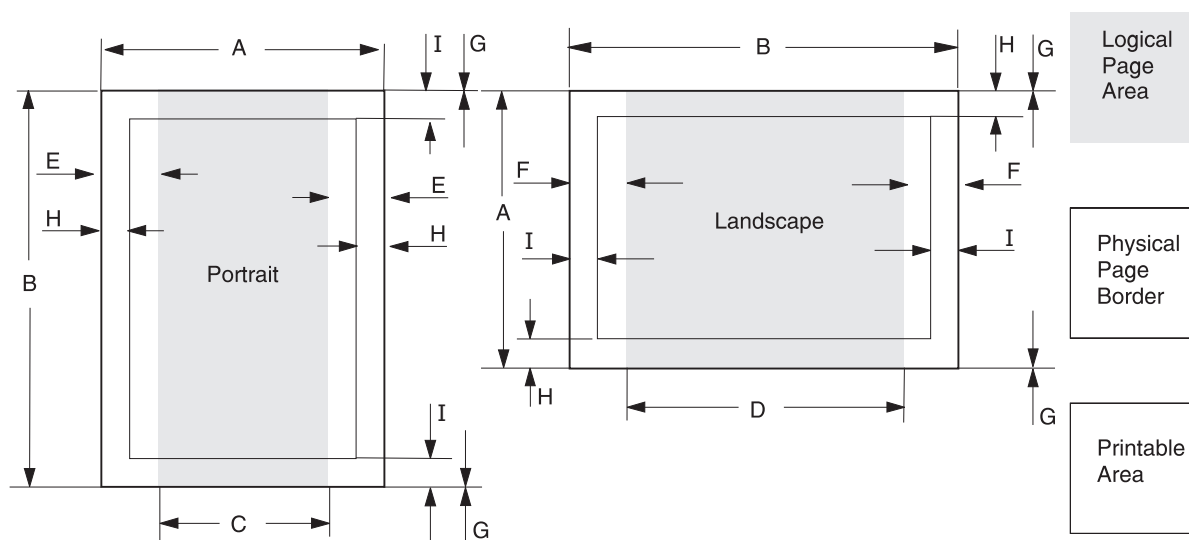 A
I
G
E
E
H
H
B
Portrait
I
C
G
B
H
G
F
F
A
Landscape
I
I
H
D
G
Logical
Page
Area
Physical
Page
Border
Printable
Area